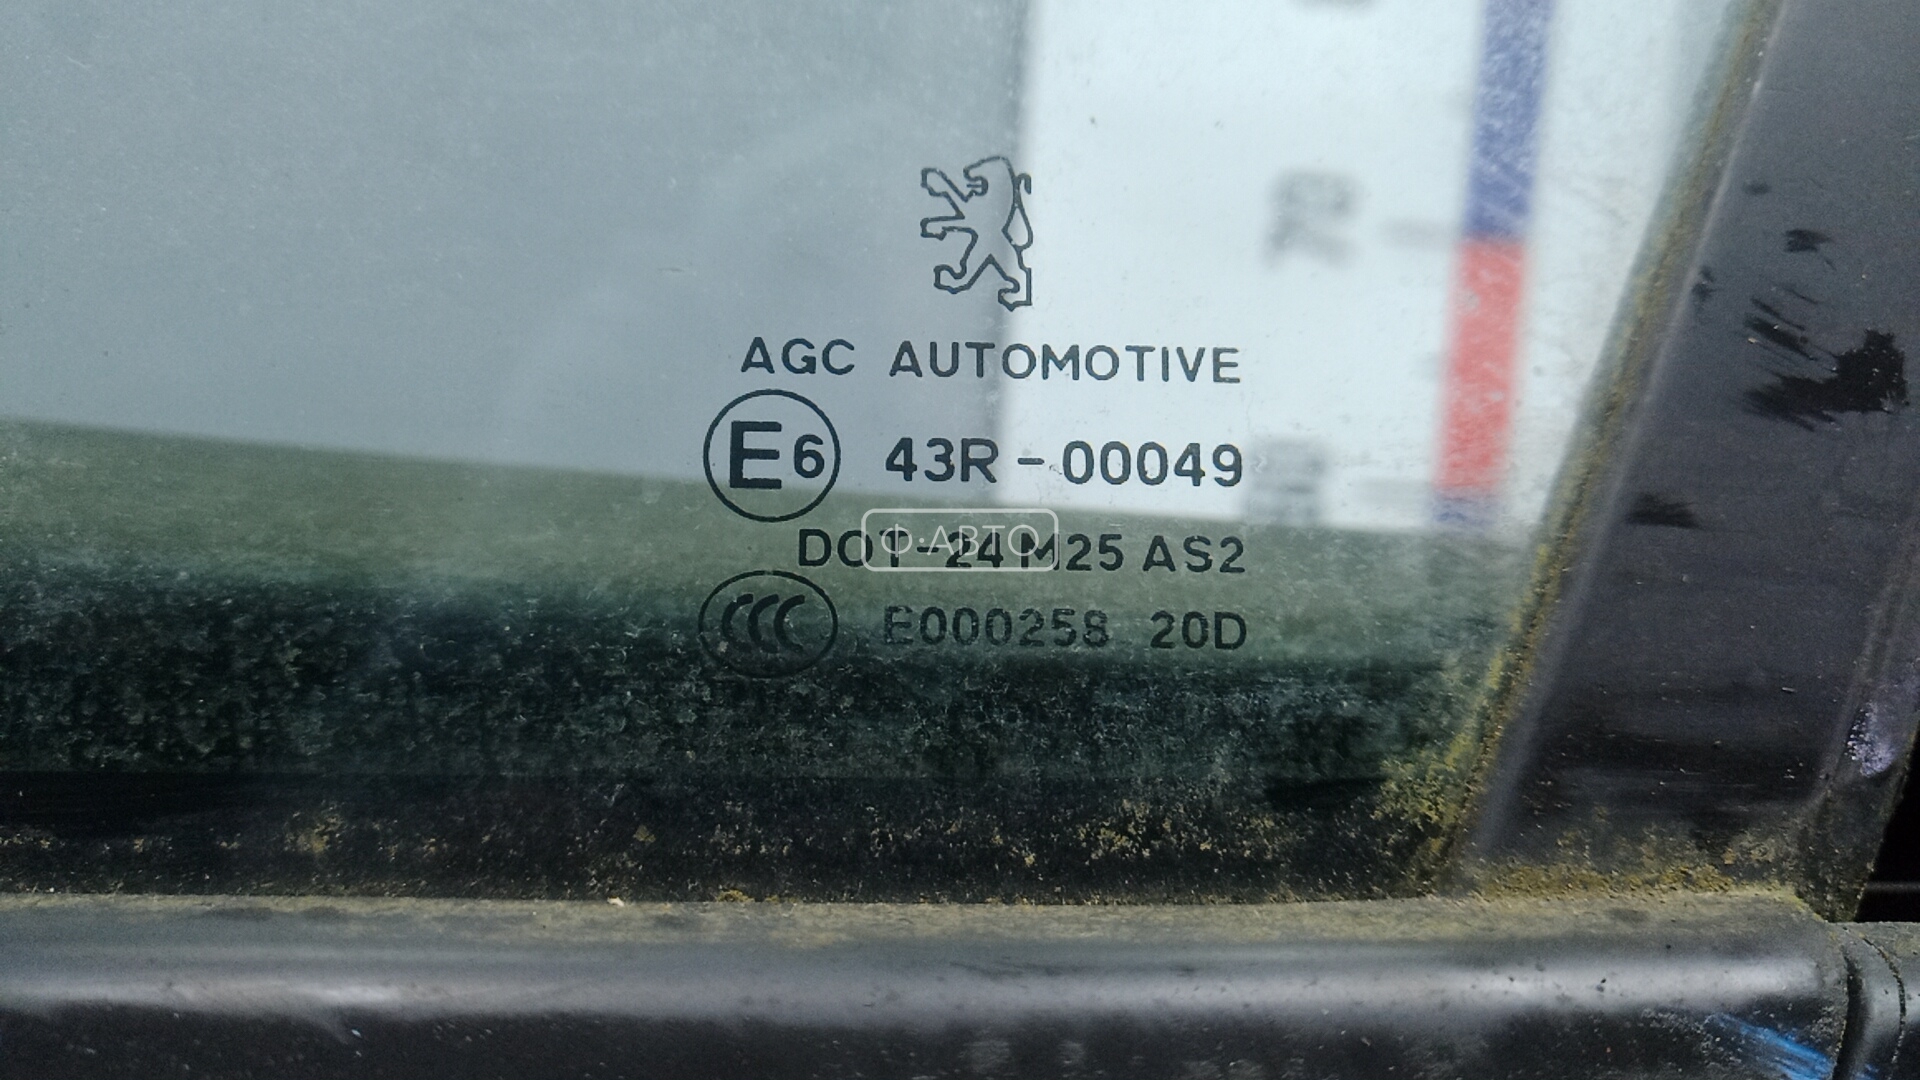 AGC AUTOMOTIVE
E6 43R-00049
DOT-24 M25 AS2
Ф·АВТО
CCC E000258 20D